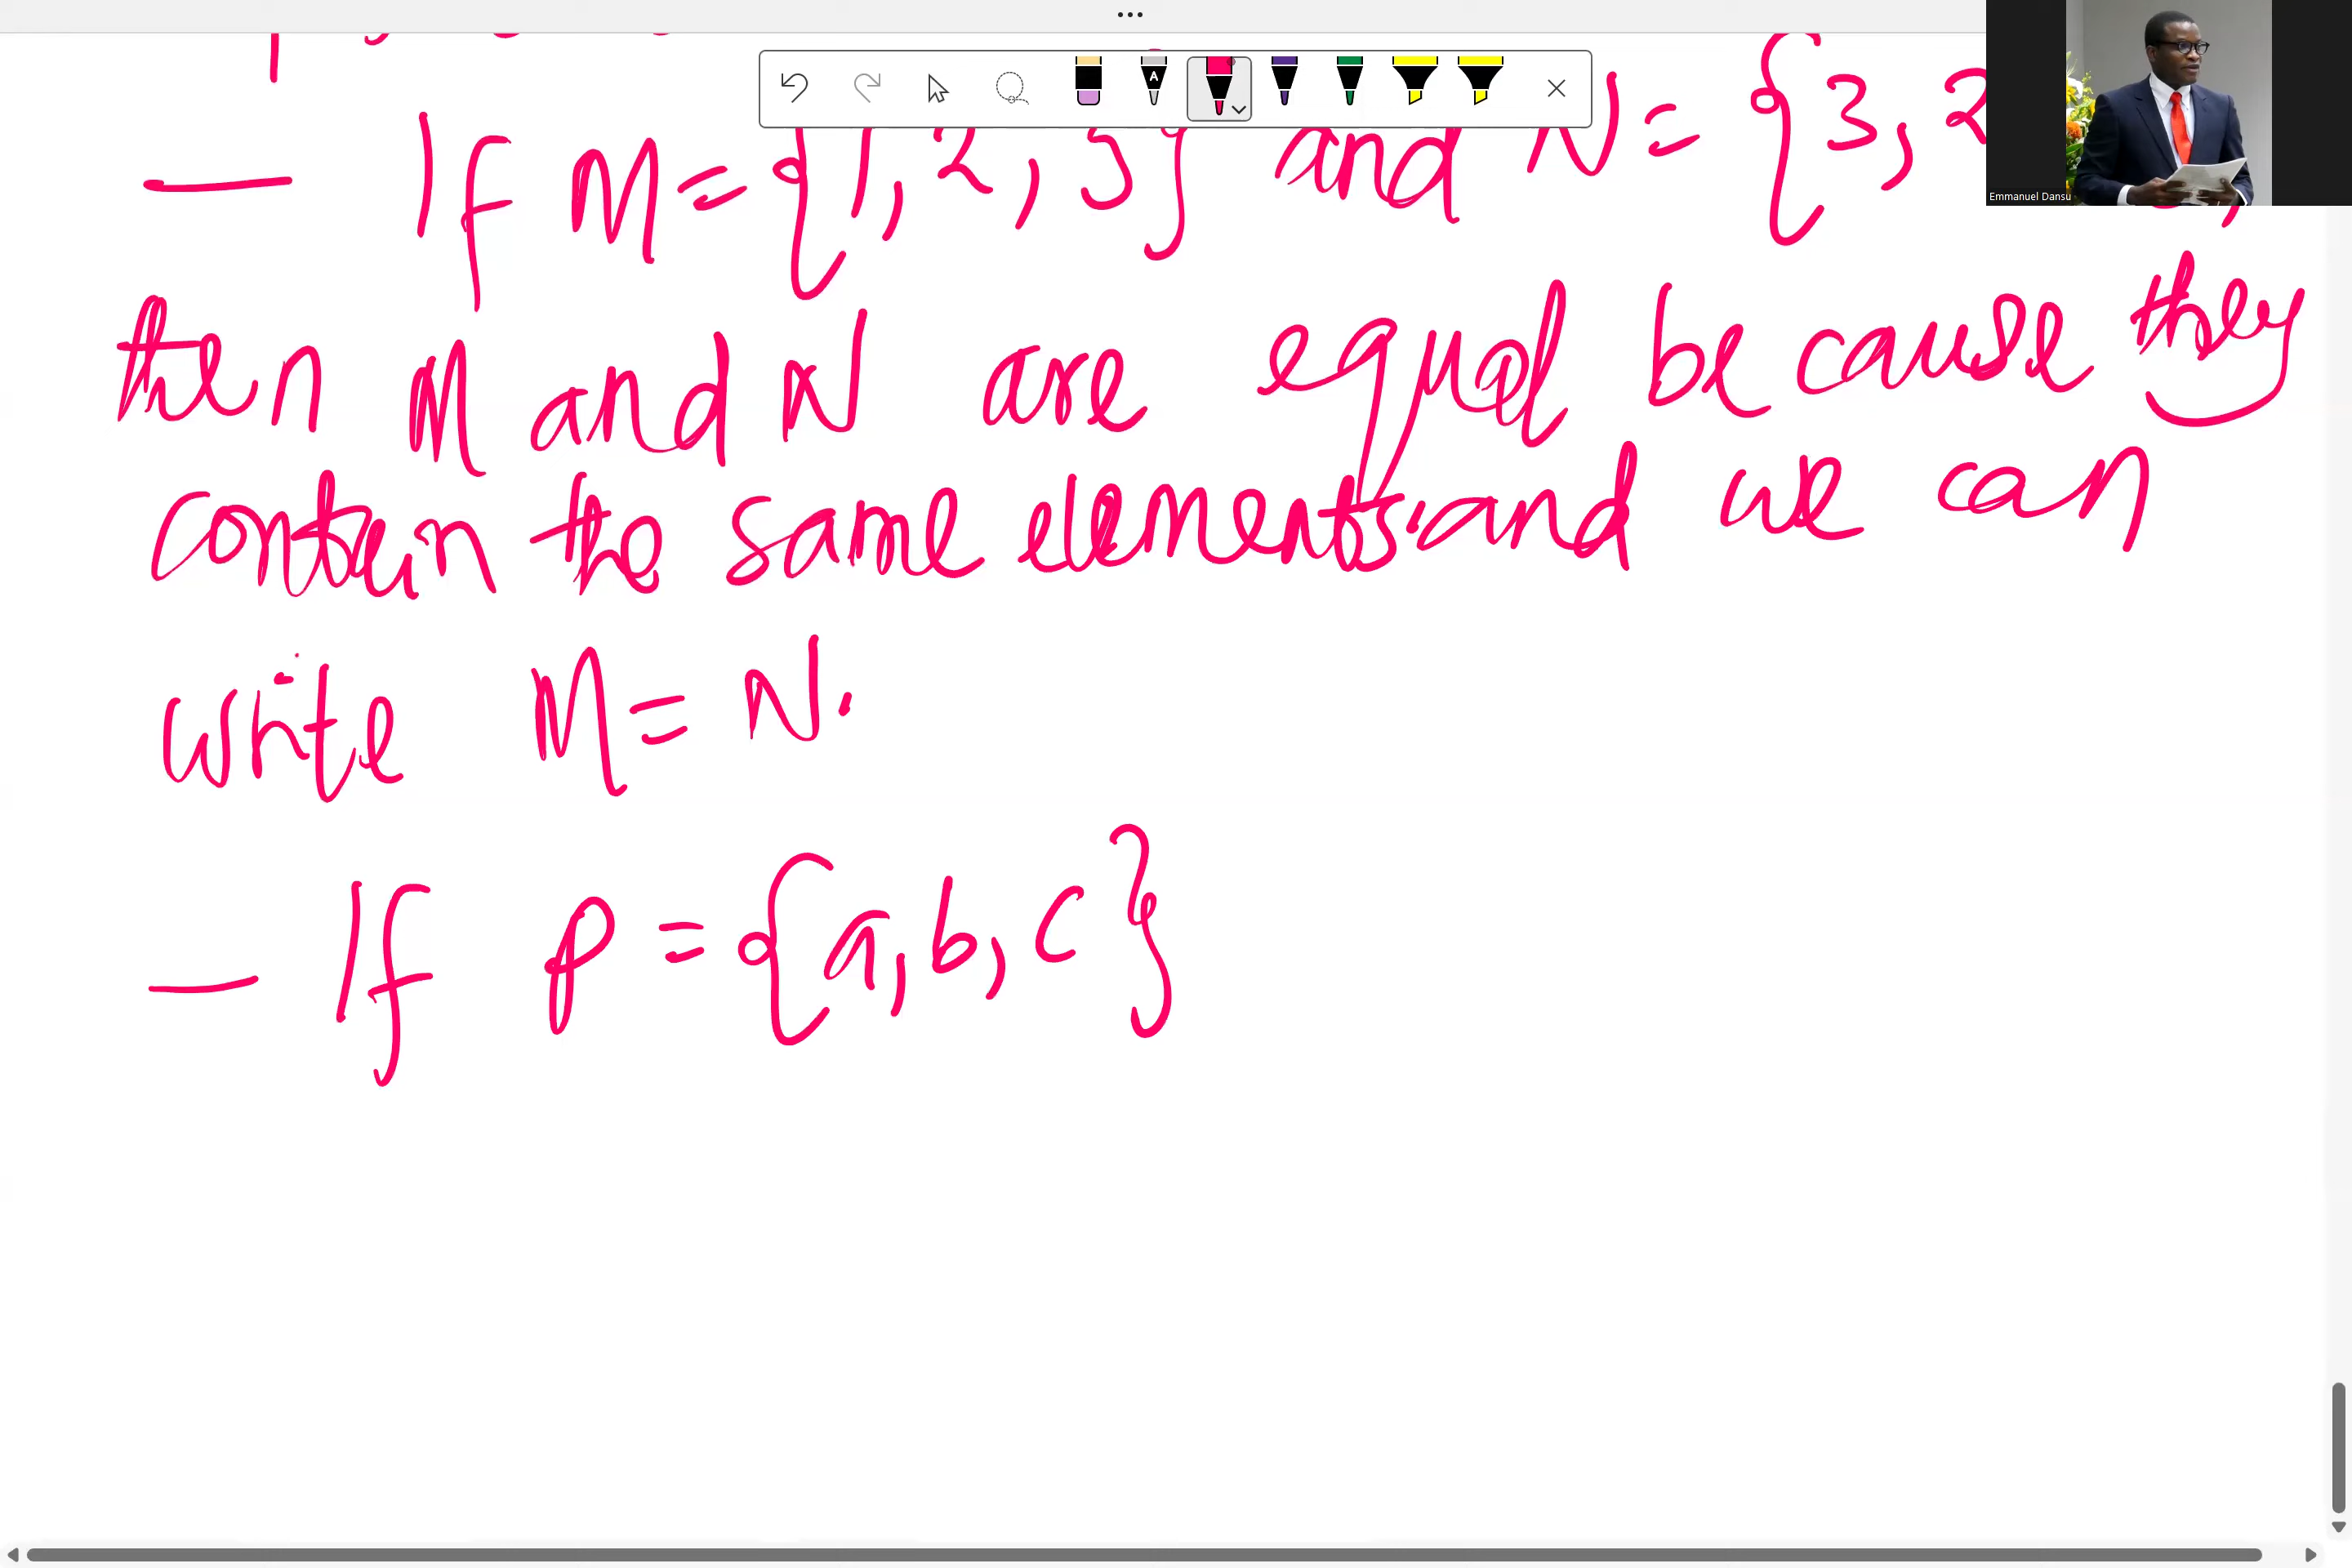 If M = {1, 2, 3} and N = {3, 2
Emmanuel Dansu
then M and N are equal because they
contain the same elements and we can
write M = N.
— If P = {a, b, c}